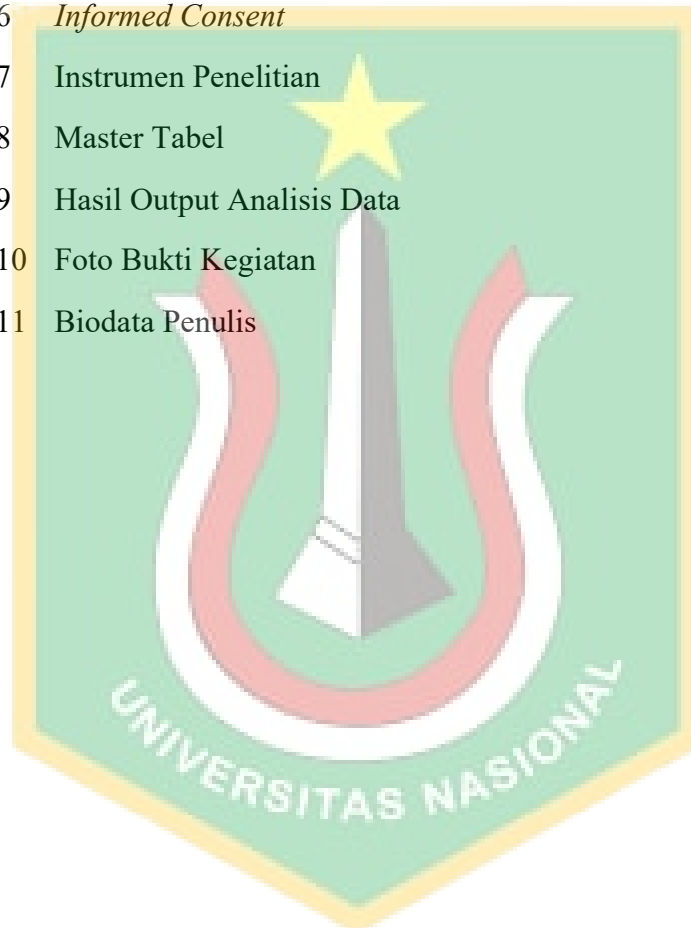 6 Informed Consent
7 Instrumen Penelitian
8 Master Tabel
9 Hasil Output Analisis Data
10 Foto Bukti Kegiatan
11 Biodata Penulis
UNIVERSITAS NASIONAL